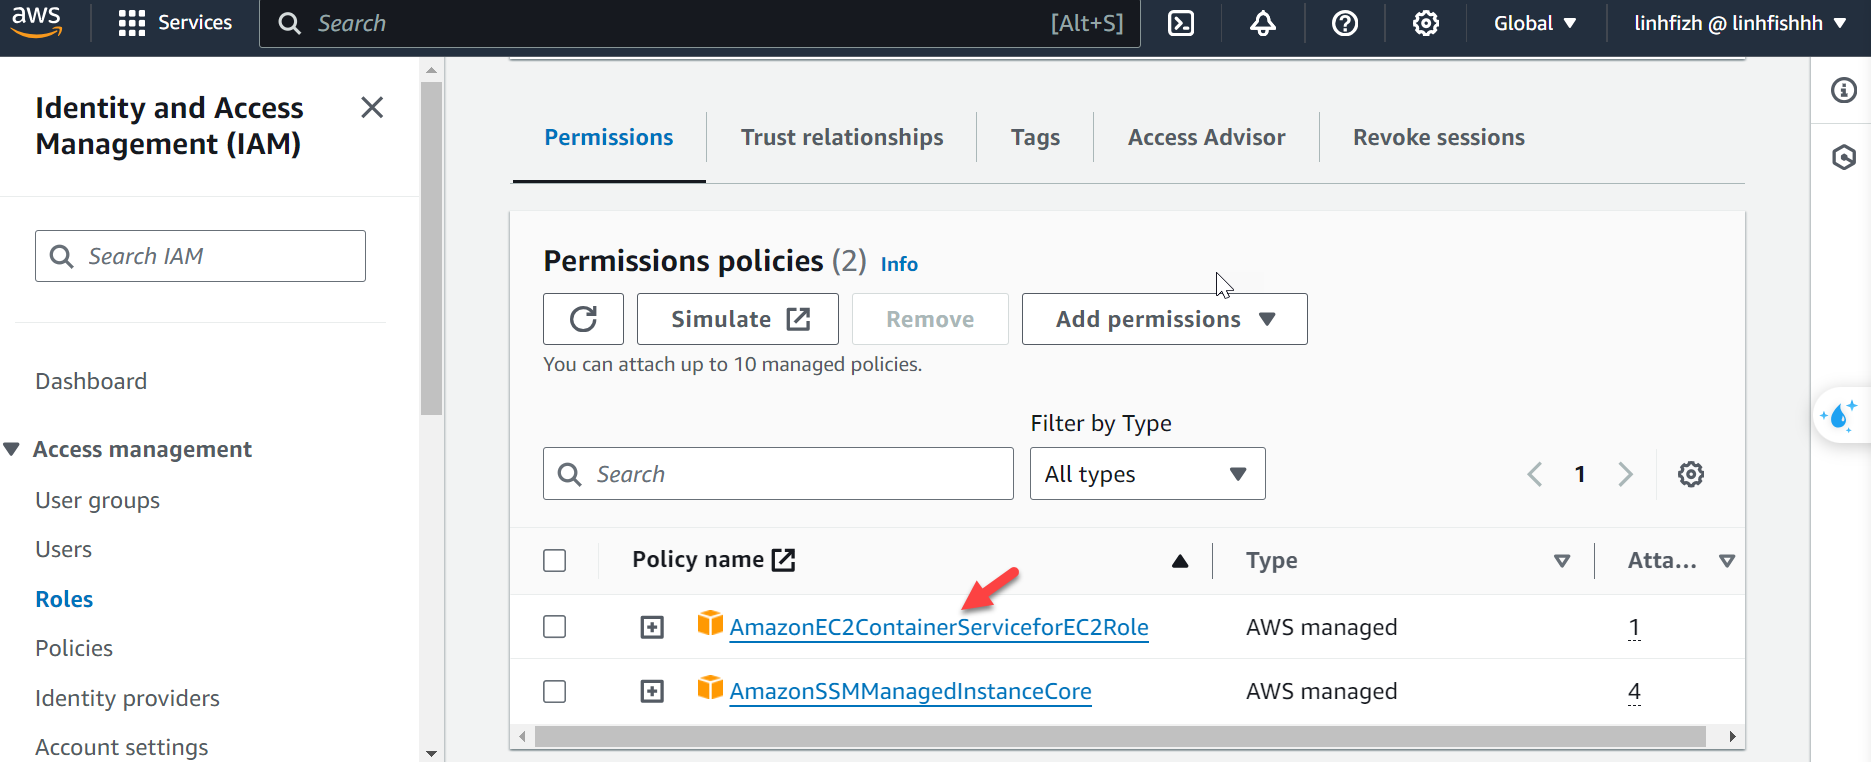 aws
Services
Search
[Alt+S]
Global
linhfizh @ linhfishhh
Identity and Access
Management (IAM)
Search IAM
Dashboard
Access management
User groups
Users
Roles
Policies
Identity providers
Account settings
Permissions
Trust relationships
Tags
Access Advisor
Revoke sessions
Permissions policies (2) Info
Simulate
Remove
Add permissions
You can attach up to 10 managed policies.
Filter by Type
Search
All types
1
Policy name
Type
Atta...
AmazonEC2ContainerServiceforEC2Role
AWS managed
1
AmazonSSMManagedInstanceCore
AWS managed
4